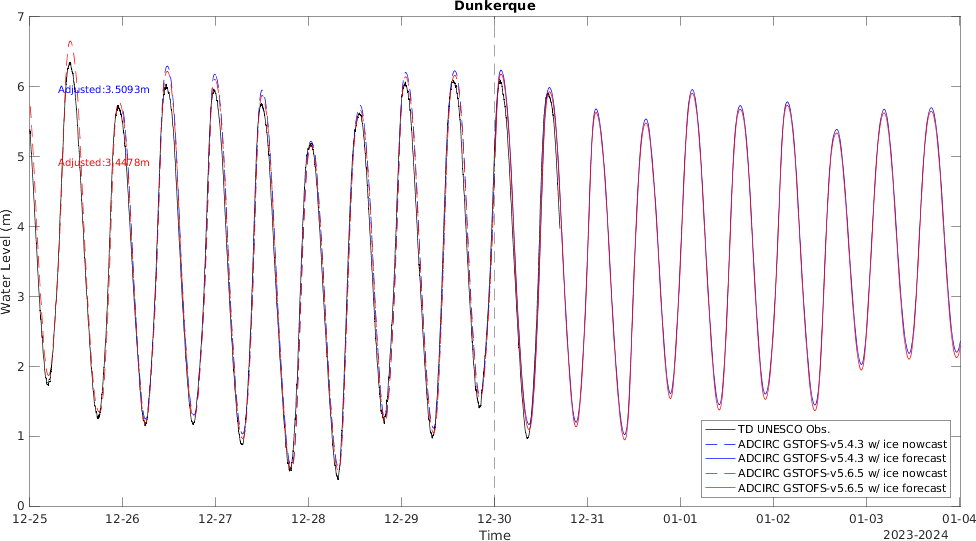 Dunkerque
7
6
5
4
3
2
1
0
Water Level (m)
Adjusted:3.5093m
Adjusted:3.4478m
TD UNESCO Obs.
ADCIRC GSTOFS-v5.4.3 w/ ice nowcast
ADCIRC GSTOFS-v5.4.3 w/ ice forecast
ADCIRC GSTOFS-v5.6.5 w/ ice nowcast
ADCIRC GSTOFS-v5.6.5 w/ ice forecast
12-25 12-26 12-27 12-28 12-29 12-30 12-31 01-01 01-02 01-03 01-04
Time
2023-2024